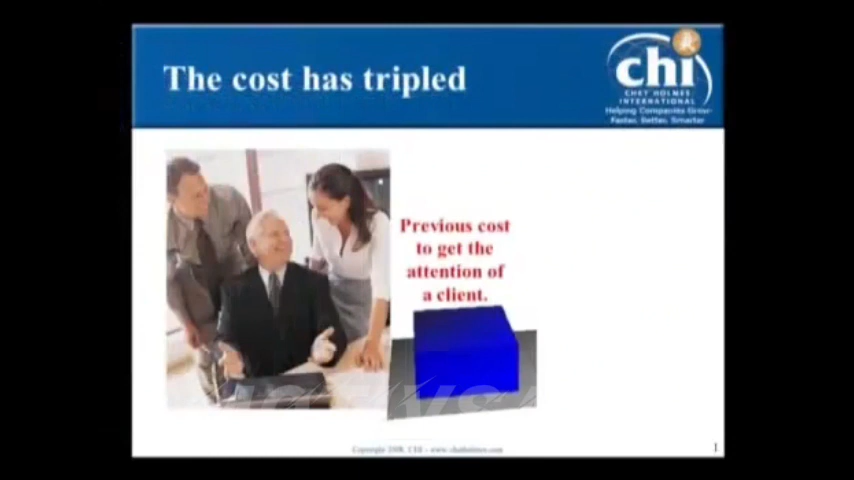 The cost has tripled
chi
CHET HOLMES
INTERNATIONAL
Helping Companies Grow
Faster, Better, Smarter
Previous cost
to get the
attention of
a client.
1